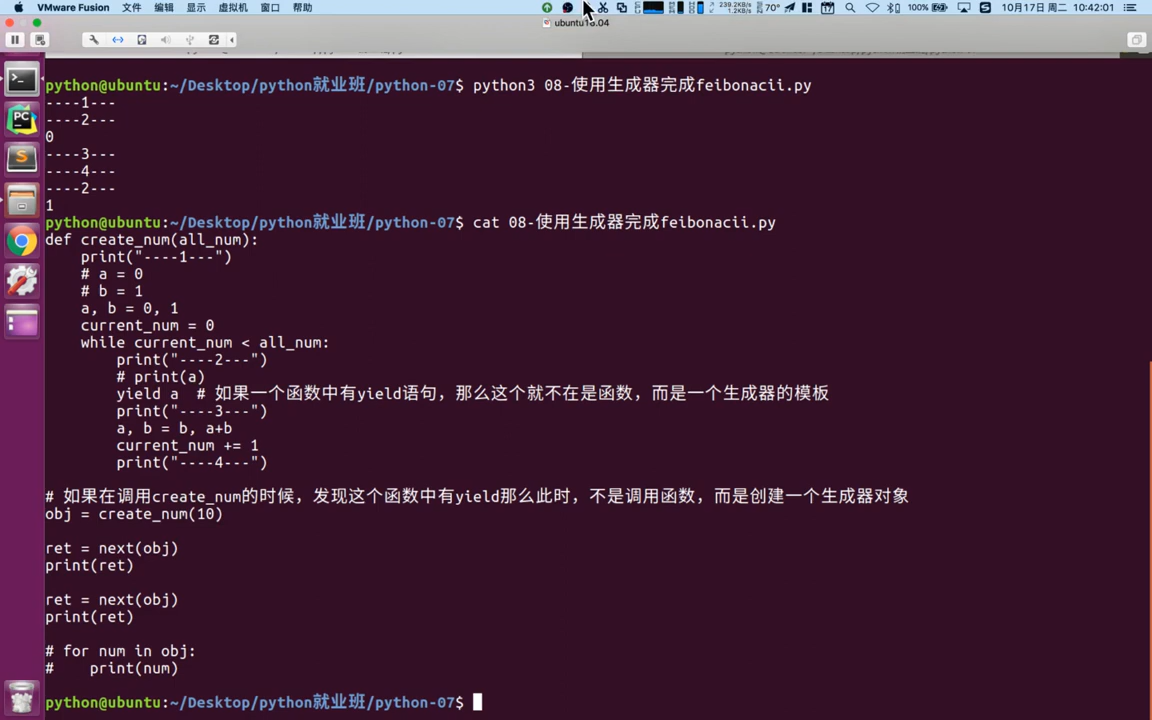 VMware Fusion 文件 编辑 显示 虚拟机 窗口 帮助 239.2KB/s 1.2KB/s 70° 100% 10月17日 周二 10:42:01
ubuntu16.04
python@ubuntu:~/Desktop/python就业班/python-07$ python3 08-使用生成器完成feibonacii.py
----1---
----2---
0
----3---
----4---
----2---
1
python@ubuntu:~/Desktop/python就业班/python-07$ cat 08-使用生成器完成feibonacii.py
def create_num(all_num):
    print("----1---")
    # a = 0
    # b = 1
    a, b = 0, 1
    current_num = 0
    while current_num < all_num:
        print("----2---")
        # print(a)
        yield a  # 如果一个函数中有yield语句，那么这个就不在是函数，而是一个生成器的模板
        print("----3---")
        a, b = b, a+b
        current_num += 1
        print("----4---")
# 如果在调用create_num的时候，发现这个函数中有yield那么此时，不是调用函数，而是创建一个生成器对象
obj = create_num(10)
ret = next(obj)
print(ret)
ret = next(obj)
print(ret)
# for num in obj:
#    print(num)
python@ubuntu:~/Desktop/python就业班/python-07$